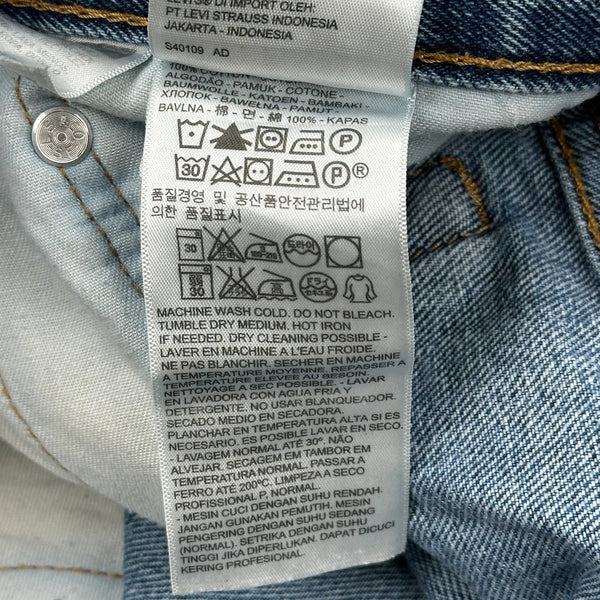 LEVI'S® DI IMPORT OLEH:
PT LEVI STRAUSS INDONESIA
JAKARTA - INDONESIA
S40109 AD
100% COTTON
ALGODÃO - PAMUK - COTONE -
BAUMWOLLE - KATOEN - BAMBAKI -
ХЛОПОК - BAWEŁNA - PAMUT -
BAVLNA - 棉 - 면 - 綿 100% - KAPAS
P
30 P®
품질경영 및 공산품안전관리법에
의한 품질표시
30 드라이
30
MACHINE WASH COLD. DO NOT BLEACH.
TUMBLE DRY MEDIUM. HOT IRON
IF NEEDED. DRY CLEANING POSSIBLE -
LAVER EN MACHINE A L'EAU FROIDE.
NE PAS BLANCHIR. SECHER EN MACHINE
A TEMPERATURE MOYENNE. REPASSER A
TEMPERATURE ELEVEE AU BESOIN.
NETTOYAGE A SEC POSSIBLE - LAVAR
EN LAVADORA CON AGUA FRIA Y
DETERGENTE. NO USAR BLANQUEADOR.
SECADO MEDIO EN SECADORA.
PLANCHAR EN TEMPERATURA ALTA SI ES
NECESARIO. ES POSIBLE LAVAR EN SECO.
- LAVAGEM NORMAL ATÉ 30º. NÃO
ALVEJAR. SECAGEM EM TAMBOR EM
TEMPERATURA NORMAL. PASSAR A
FERRO ATÉ 200ºC. LIMPEZA A SECO
PROFISSIONAL P, NORMAL.
- MESIN CUCI DENGAN SUHU RENDAH.
JANGAN GUNAKAN PEMUTIH. MESIN
PENGERING DENGAN SUHU SEDANG
(NORMAL). SETRIKA DENGAN SUHU
TINGGI JIKA DIPERLUKAN. DAPAT DICUCI
KERING PROFESIONAL.